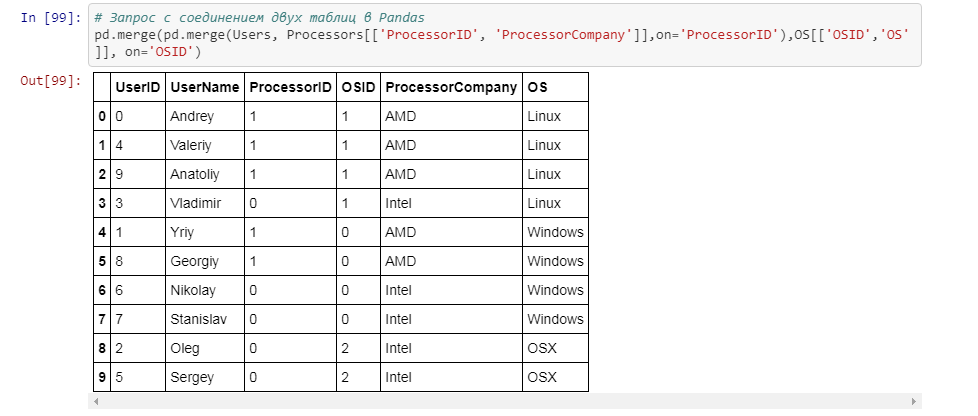 In [99]: # Запрос с соединением двух таблиц в Pandas
pd.merge(pd.merge(Users, Processors[['ProcessorID', 'ProcessorCompany']],on='ProcessorID'),OS[['OSID','OS'
]], on='OSID')
Out[99]:
UserID UserName ProcessorID OSID ProcessorCompany OS
0 0 Andrey 1 1 AMD Linux
1 4 Valeriy 1 1 AMD Linux
2 9 Anatoliy 1 1 AMD Linux
3 3 Vladimir 0 1 Intel Linux
4 1 Yriy 1 0 AMD Windows
5 8 Georgiy 1 0 AMD Windows
6 6 Nikolay 0 0 Intel Windows
7 7 Stanislav 0 0 Intel Windows
8 2 Oleg 0 2 Intel OSX
9 5 Sergey 0 2 Intel OSX